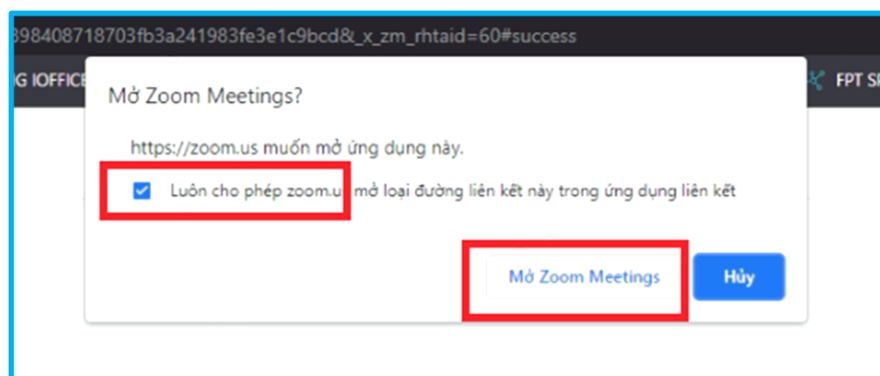 398408718703fb3a241983fe3e1c9bcd&_x_zm_rhtaid=60#success
G IOFFICE
FPT
Mở Zoom Meetings?
https://zoom.us muốn mở ứng dụng này.
Luôn cho phép zoom.us mở loại đường liên kết này trong ứng dụng liên kết
Mở Zoom Meetings
Hủy